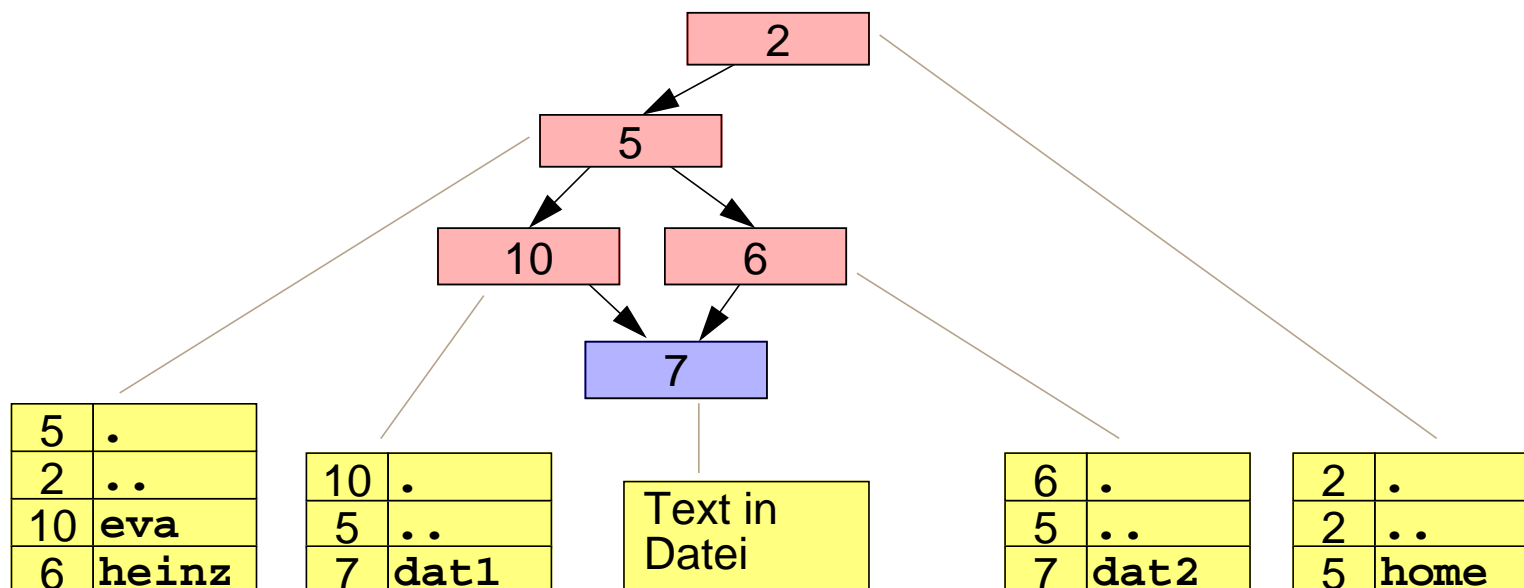 2
5
10
6
7
5 .
2 ..
10 eva
6 heinz
10 .
5 ..
7 dat1
Text in
Datei
6 .
5 ..
7 dat2
2 .
2 ..
5 home